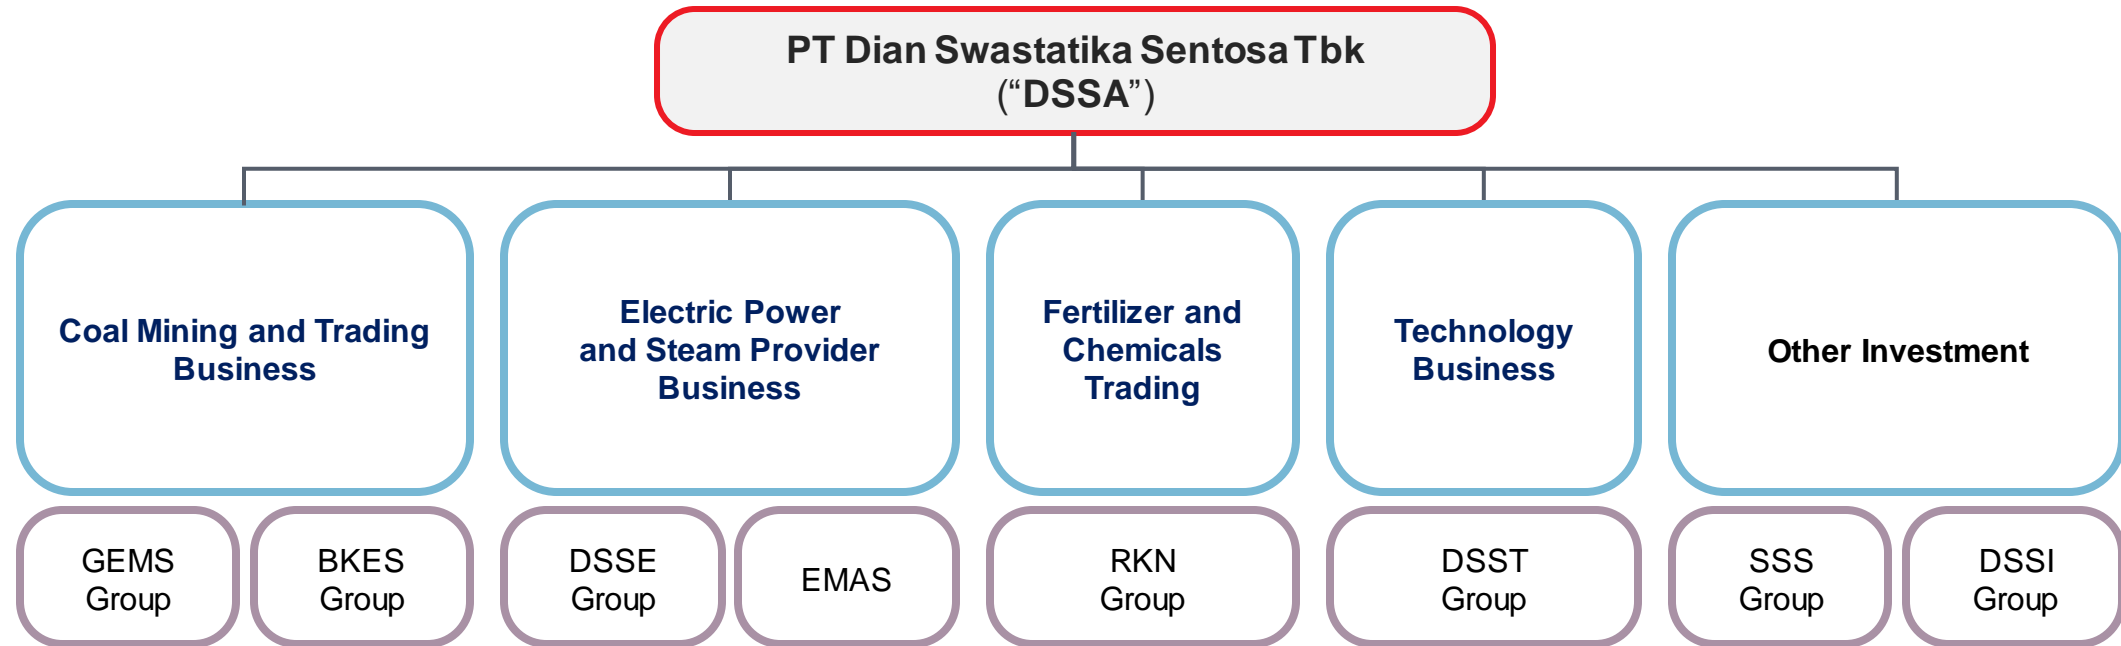 PT Dian Swastatika Sentosa Tbk
(“DSSA”)
Coal Mining and Trading
Business
Electric Power
and Steam Provider
Business
Fertilizer and
Chemicals
Trading
Technology
Business
Other Investment
GEMS
Group
BKES
Group
DSSE
Group
EMAS
RKN
Group
DSST
Group
SSS
Group
DSSI
Group